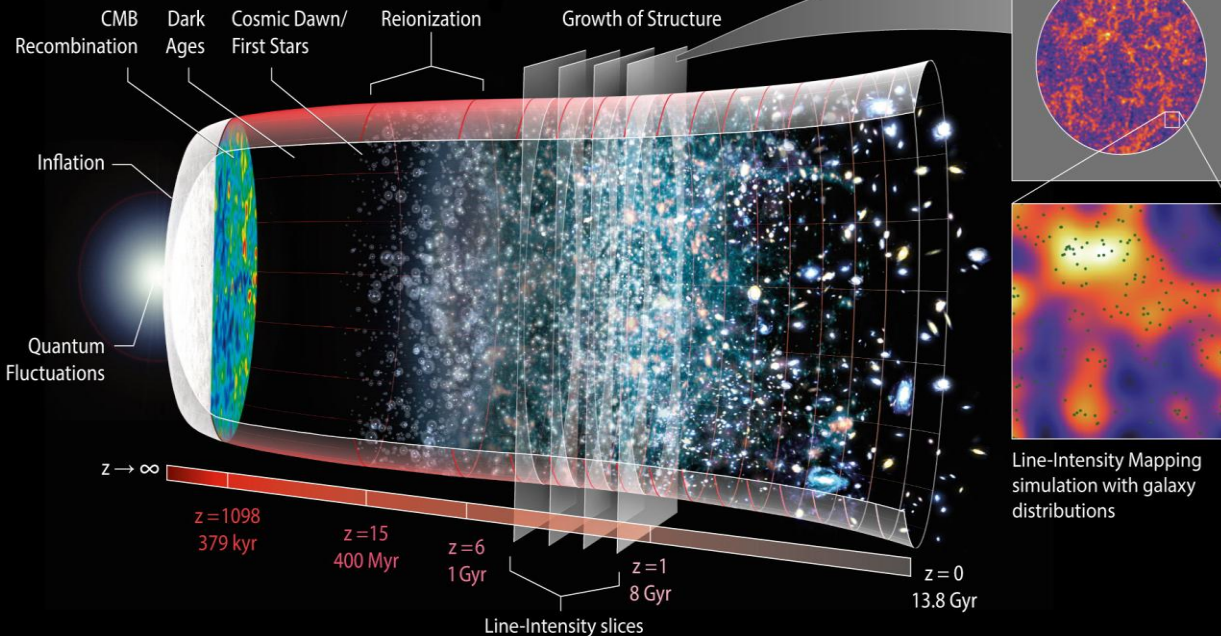 CMB
Recombination
Dark
Ages
Cosmic Dawn/
First Stars
Reionization
Growth of Structure
Inflation
Quantum
Fluctuations
z → ∞
z = 1098
379 kyr
z = 15
400 Myr
z = 6
1 Gyr
z = 1
8 Gyr
z = 0
13.8 Gyr
Line-Intensity slices
Line-Intensity Mapping
simulation with galaxy
distributions